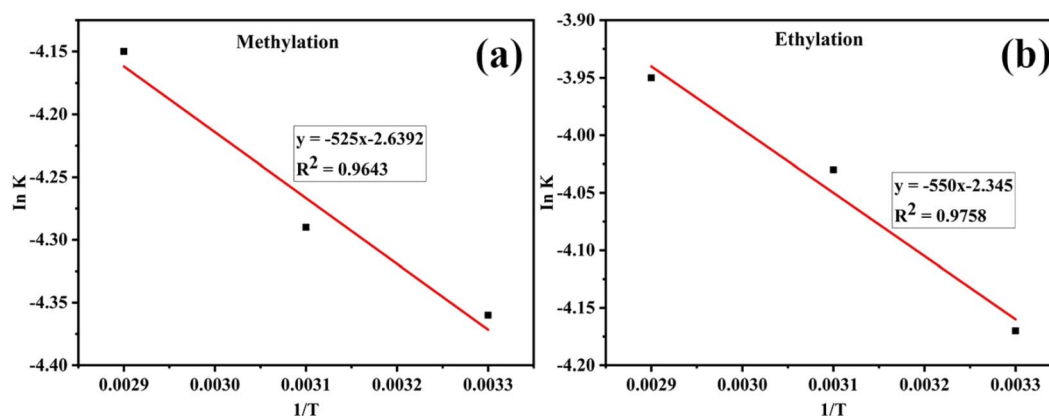 Methylation
(a)
-4.15
-4.20
-4.25
-4.30
-4.35
-4.40
In K
y = -525x-2.6392
R2 = 0.9643
0.0029
0.0030
0.0031
0.0032
0.0033
1/T
Ethylation
(b)
-3.90
-3.95
-4.00
-4.05
-4.10
-4.15
-4.20
In K
y = -550x-2.345
R2 = 0.9758
0.0029
0.0030
0.0031
0.0032
0.0033
1/T